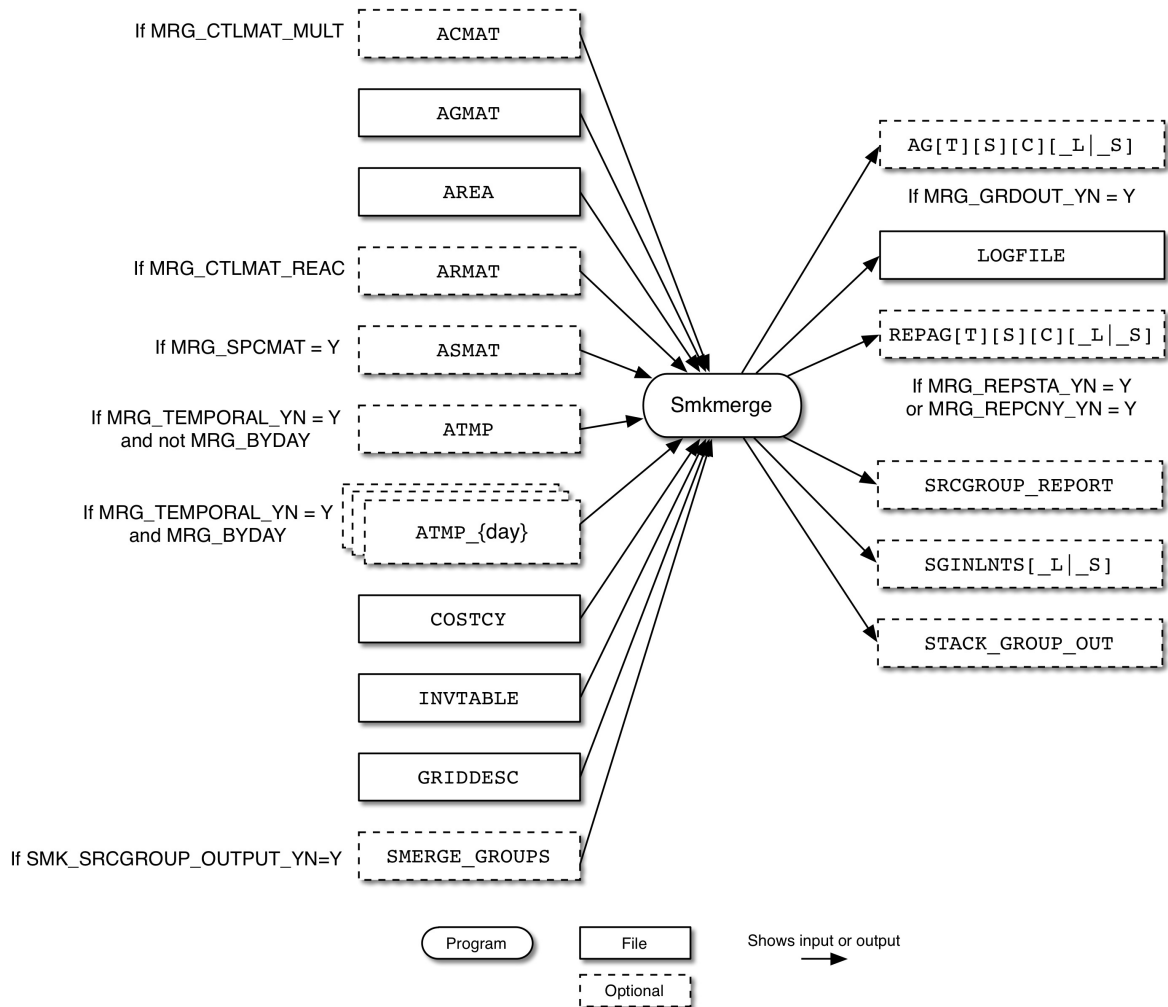 If MRG_CTLMAT_MULT
ACMAT
AGMAT
AREA
If MRG_CTLMAT_REAC
ARMAT
If MRG_SPCMAT = Y
ASMAT
If MRG_TEMPORAL_YN = Y
and not MRG_BYDAY
ATMP
If MRG_TEMPORAL_YN = Y
and MRG_BYDAY
ATMP_{day}
COSTCY
INVTABLE
GRIDDESC
If SMK_SRCGROUP_OUTPUT_YN=Y
SMERGE_GROUPS
Smkmerge
AG[T][S][C][_L|_S]
If MRG_GRDOUT_YN = Y
LOGFILE
REPAG[T][S][C][_L|_S]
If MRG_REPSTA_YN = Y
or MRG_REPCNY_YN = Y
SRCGROUP_REPORT
SGINLNTS[_L|_S]
STACK_GROUP_OUT
Program
File
Shows input or output
Optional